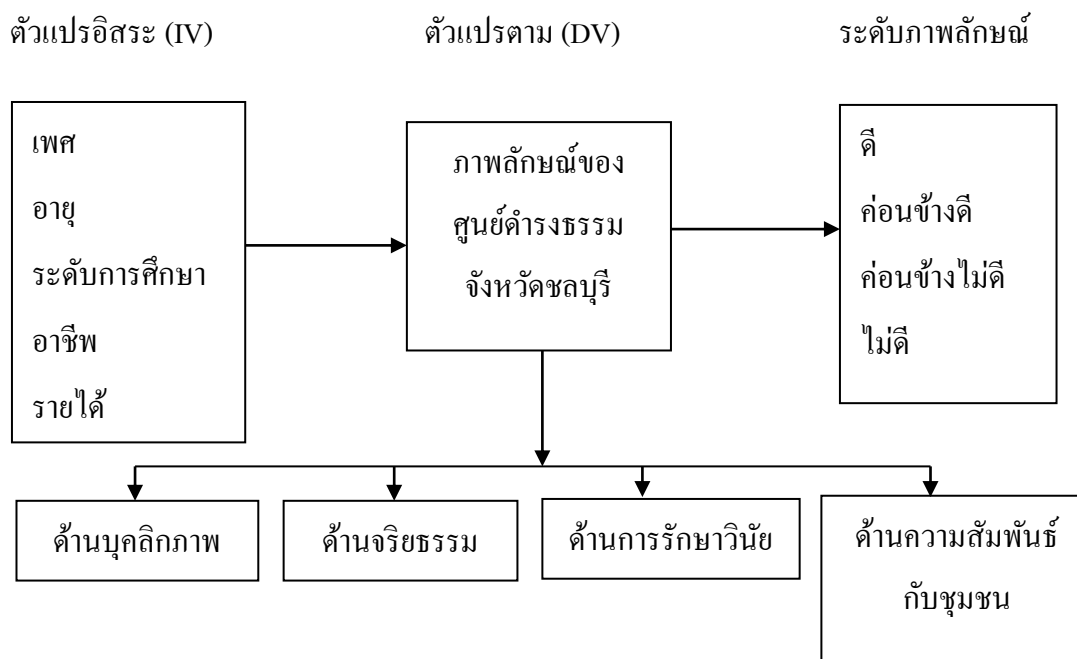 ตัวแปรอิสระ (IV)
ตัวแปรตาม (DV)
ระดับภาพลักษณ์
เพศ
อายุ
ระดับการศึกษา
อาชีพ
รายได้
ภาพลักษณ์ของ
ศูนย์ดำรงธรรม
จังหวัดชลบุรี
ดี
ค่อนข้างดี
ค่อนข้างไม่ดี
ไม่ดี
ด้านบุคลิกภาพ
ด้านจริยธรรม
ด้านการรักษาวินัย
ด้านความสัมพันธ์
กับชุมชน